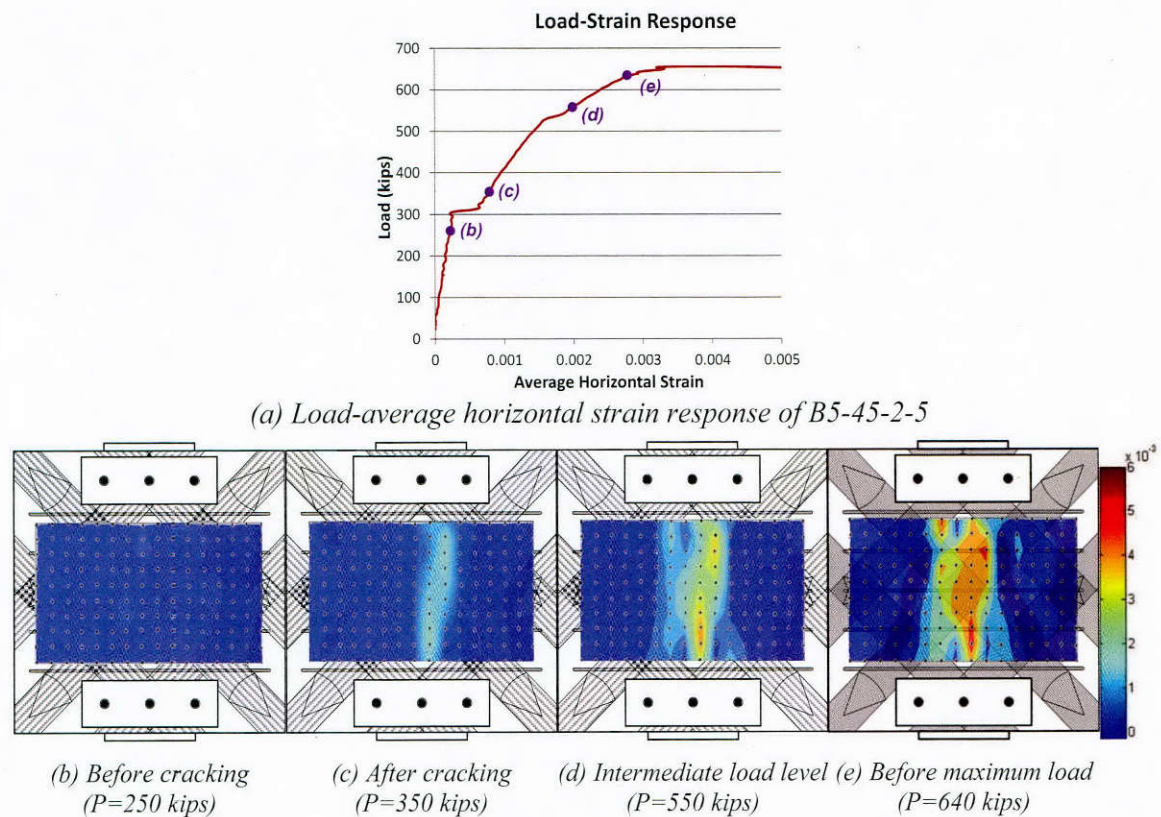 Load-Strain Response
Load (kips)
700
600
500
400
300
200
100
0
(e)
(d)
(c)
(b)
0 0.001 0.002 0.003 0.004 0.005
Average Horizontal Strain
(a) Load-average horizontal strain response of B5-45-2-5
x 10⁻³
6
5
4
3
2
1
0
(b) Before cracking (c) After cracking (d) Intermediate load level (e) Before maximum load
(P=250 kips) (P=350 kips) (P=550 kips) (P=640 kips)